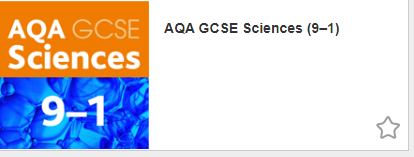 AQA GCSE
Sciences
9–1
AQA GCSE Sciences (9–1)